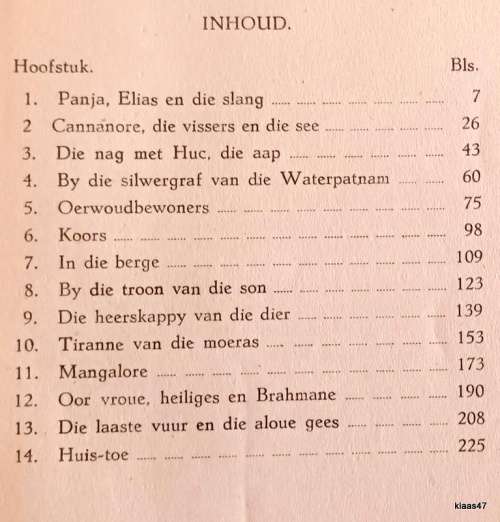 INHOUD.
Hoofstuk. Bls.
1. Panja, Elias en die slang ...... ...... ...... ...... ...... ...... 7
2 Cannanore, die vissers en die see ...... ...... ...... ...... 26
3. Die nag met Huc, die aap ...... ...... ...... ...... ...... 43
4. By die silwergraf van die Waterpatnam ...... ...... 60
5. Oerwoudbewoners ...... ...... ...... ...... ...... ...... ...... 75
6. Koors ...... ...... ...... ...... ...... ...... ...... ...... ...... 98
7. In die berge ...... ...... ...... ...... ...... ...... ...... ...... 109
8. By die troon van die son ...... ...... ...... ...... ...... 123
9. Die heerskappy van die dier ...... ...... ...... ...... ...... 139
10. Tiranne van die moeras ...... ...... ...... ...... ...... ...... 153
11. Mangalore ...... ...... ...... ...... ...... ...... ...... ...... 173
12. Oor vroue, heiliges en Brahmane ...... ...... ...... ...... 190
13. Die laaste vuur en die aloue gees ...... ...... ...... ...... 208
14. Huis-toe ...... ...... ...... ...... ...... ...... ...... ...... 225
klaas47